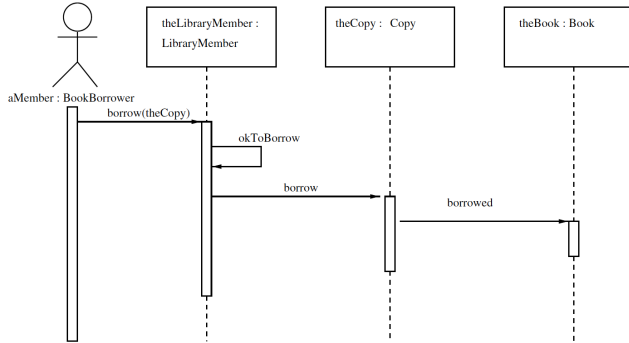 theLibraryMember :
LibraryMember
theCopy : Copy
theBook : Book
aMember : BookBorrower
borrow(theCopy)
okToBorrow
borrow
borrowed